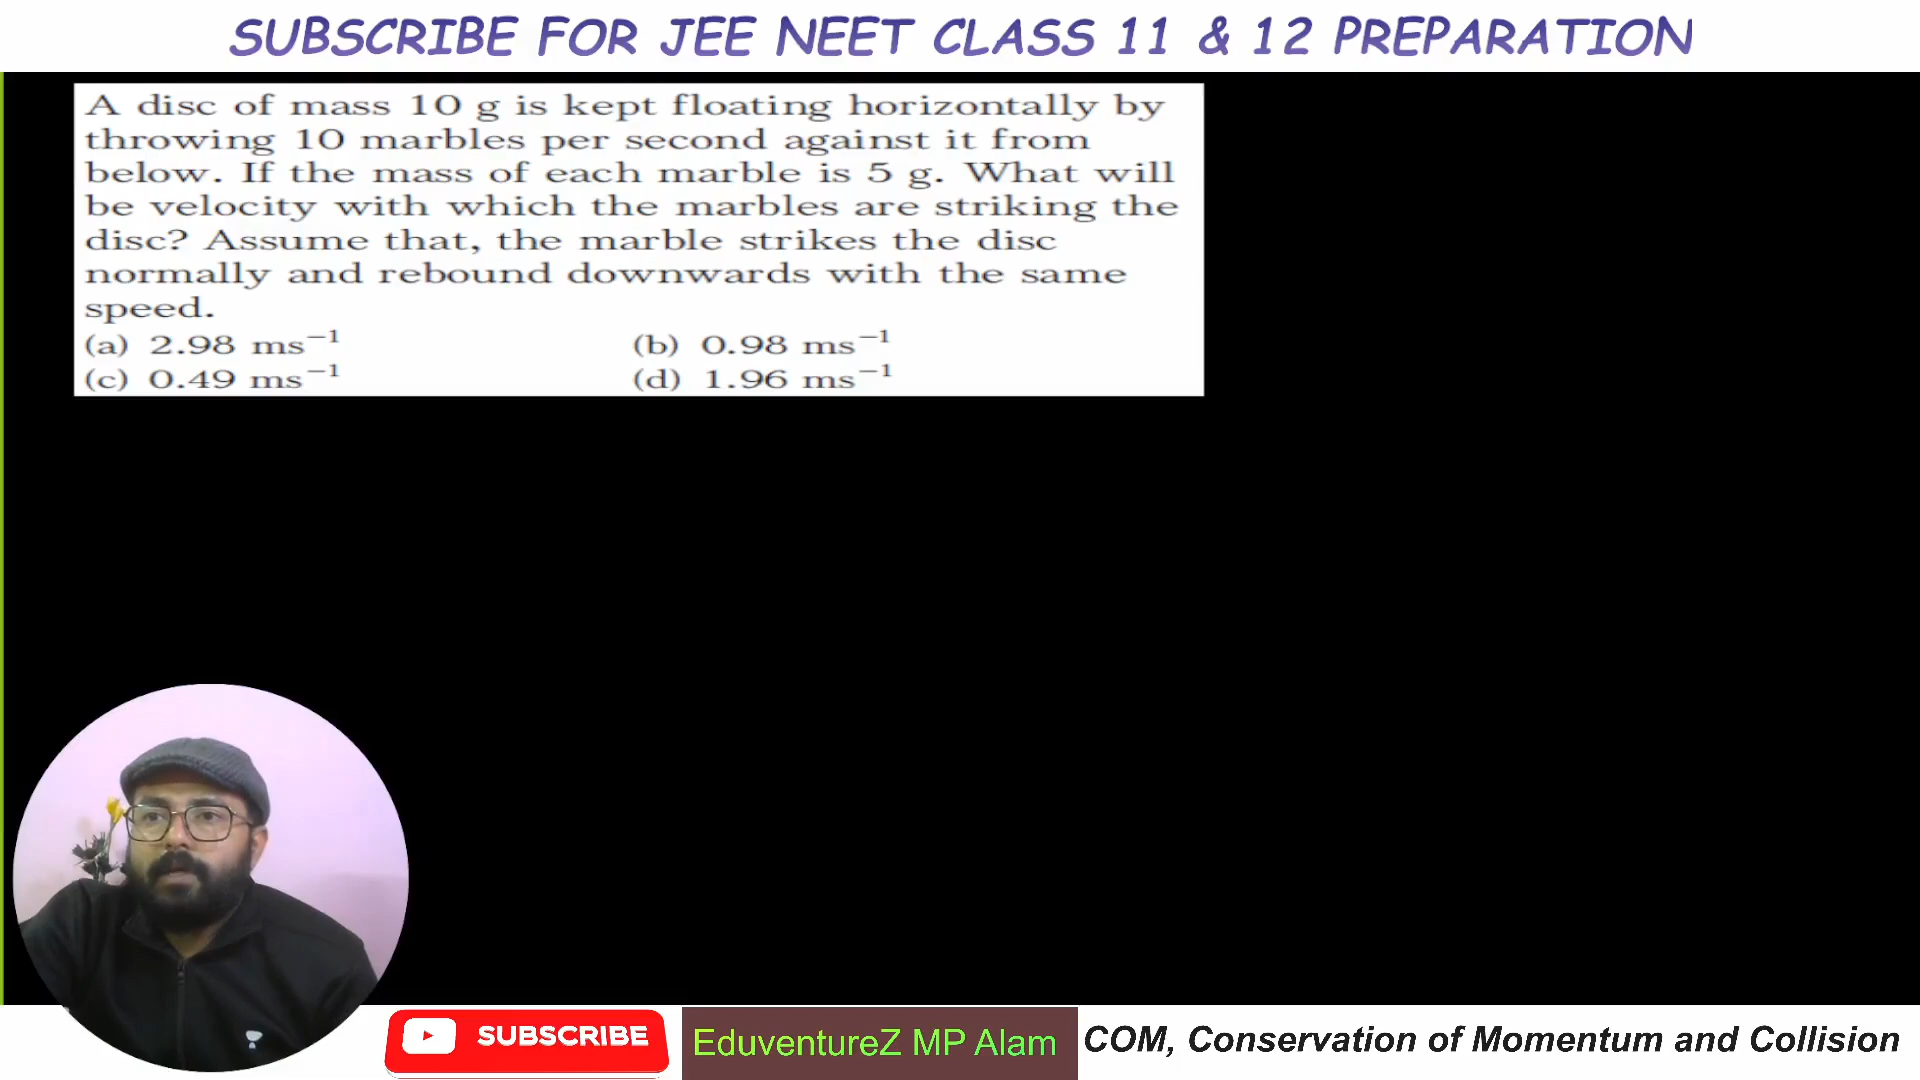 SUBSCRIBE FOR JEE NEET CLASS 11 & 12 PREPARATION
A disc of mass 10 g is kept floating horizontally by
throwing 10 marbles per second against it from
below. If the mass of each marble is 5 g. What will
be velocity with which the marbles are striking the
disc? Assume that, the marble strikes the disc
normally and rebound downwards with the same
speed.
(a) 2.98 ms⁻¹ (b) 0.98 ms⁻¹
(c) 0.49 ms⁻¹ (d) 1.96 ms⁻¹
SUBSCRIBE EduventureZ MP Alam COM, Conservation of Momentum and Collision